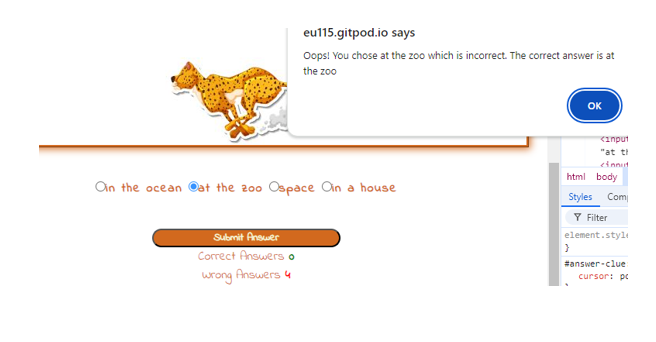 eu115.gitpod.io says
Oops! You chose at the zoo which is incorrect. The correct answer is at
the zoo
OK
<input
"at th
<input
html body
in the ocean at the zoo space in a house
Styles Com
Filter
Submit Answer
element.style
}
Correct Answers 0
#answer-clue
Wrong Answers 4
cursor: po